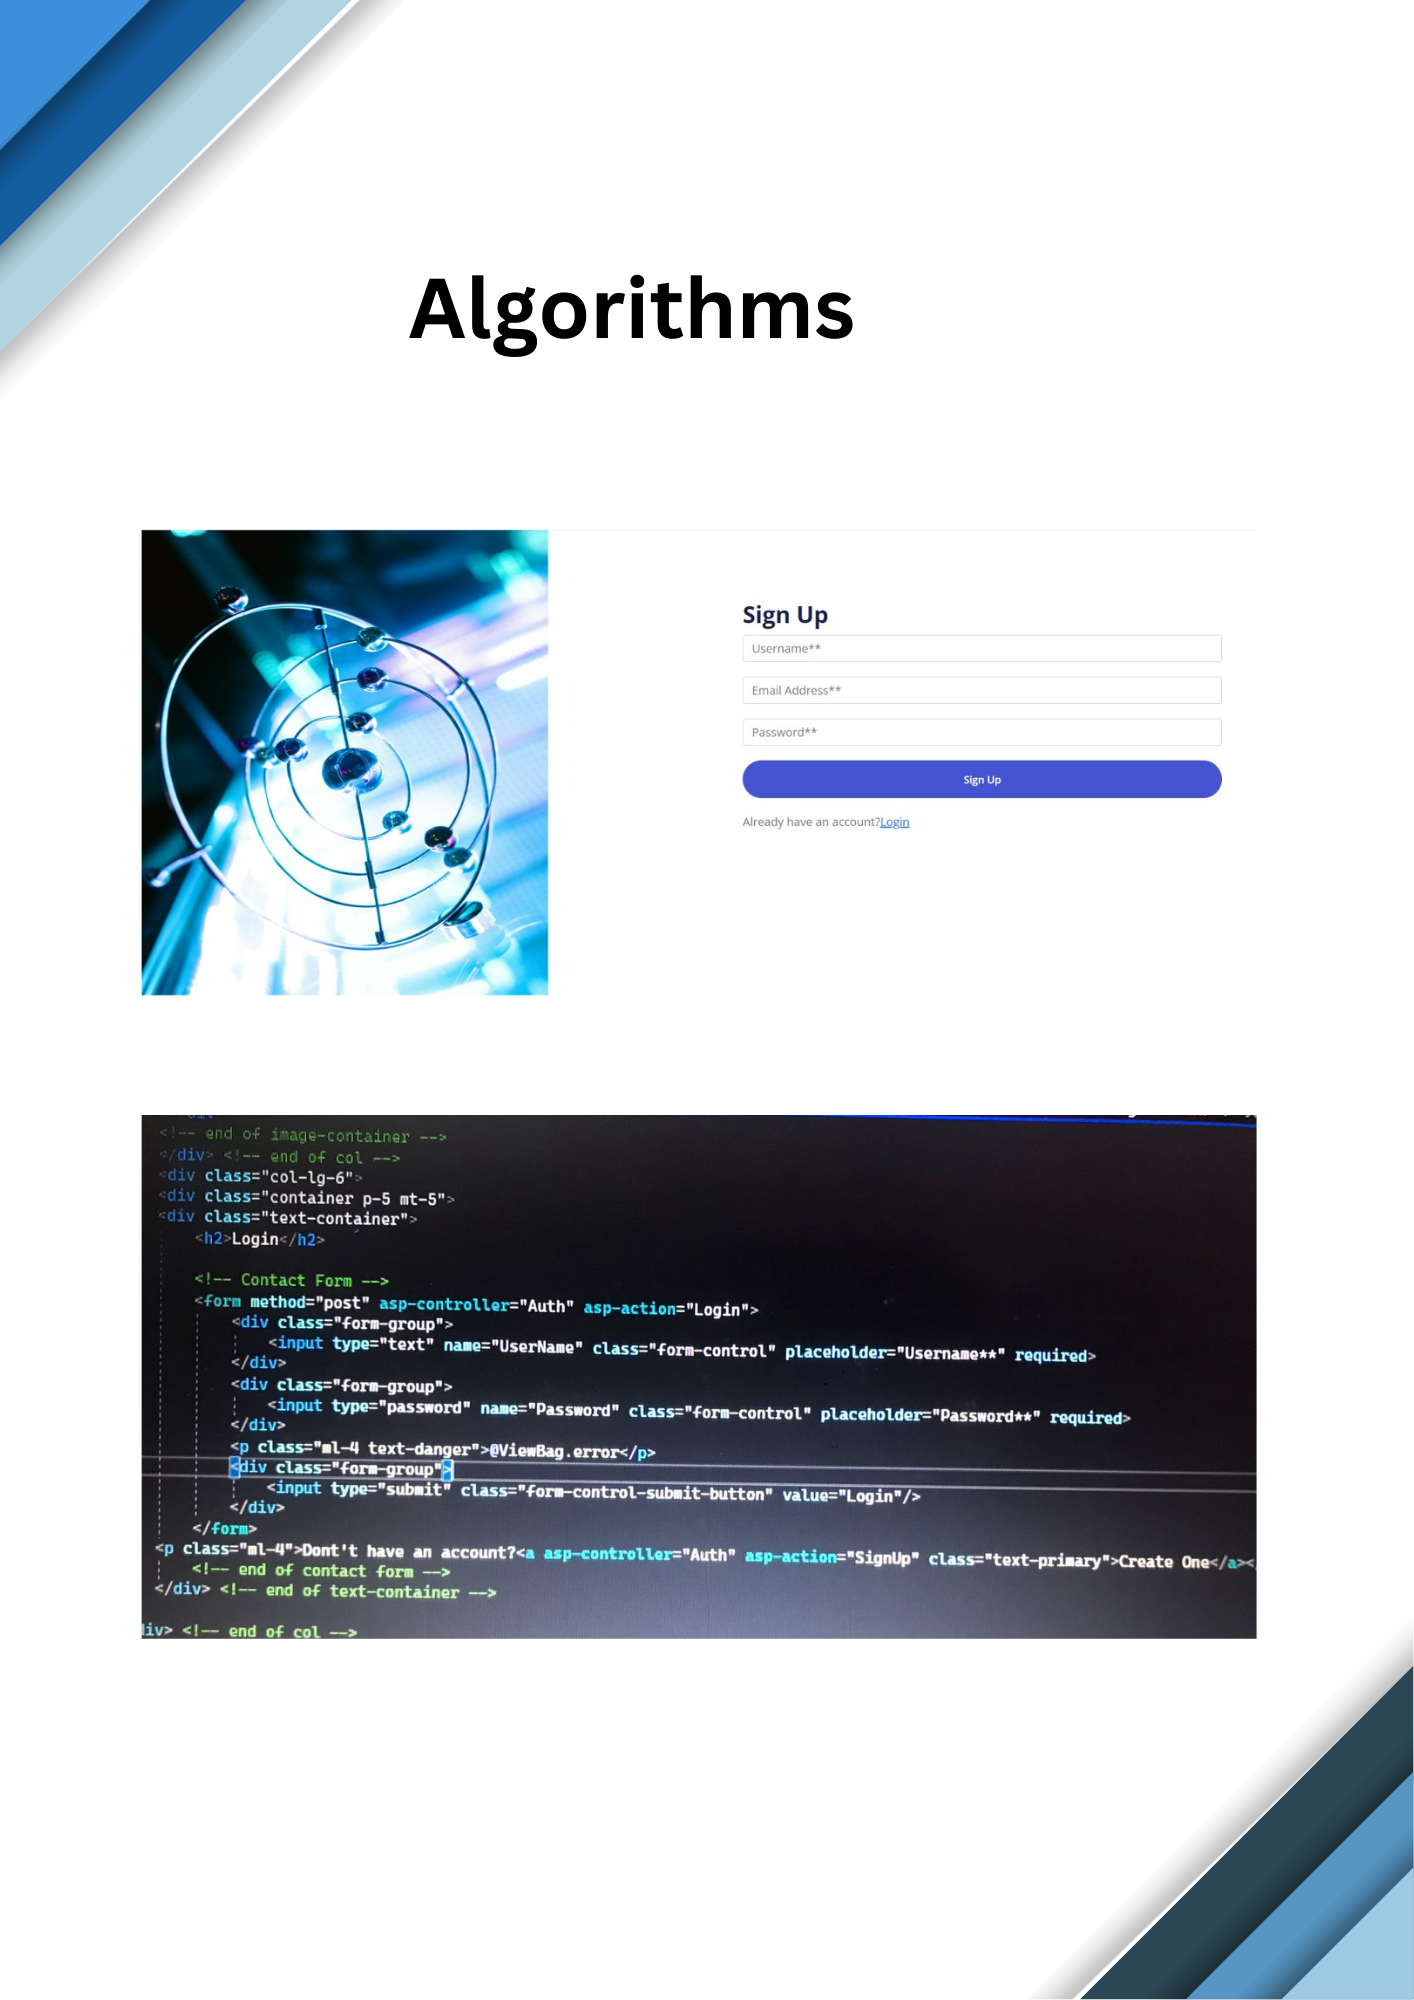 Algorithms
Sign Up
Username**
Email Address**
Password**
Sign Up
Already have an account?Login
<!-- end of image-container -->
</div> <!-- end of col -->
<div class="col-lg-6">
<div class="container p-5 mt-5">
<div class="text-container">
<h2>Login</h2>
<!-- Contact Form -->
<form method="post" asp-controller="Auth" asp-action="Login">
<div class="form-group">
<input type="text" name="UserName" class="form-control" placeholder="Username**" required>
</div>
<div class="form-group">
<input type="password" name="Password" class="form-control" placeholder="Password**" required>
</div>
<p class="ml-4 text-danger">@ViewBag.error</p>
<div class="form-group">
<input type="submit" class="form-control-submit-button" value="Login"/>
</div>
</form>
<p class="ml-4">Dont't have an account?<a asp-controller="Auth" asp-action="SignUp" class="text-primary">Create One</a><
<!-- end of contact form -->
</div> <!-- end of text-container -->
div> <!-- end of col -->